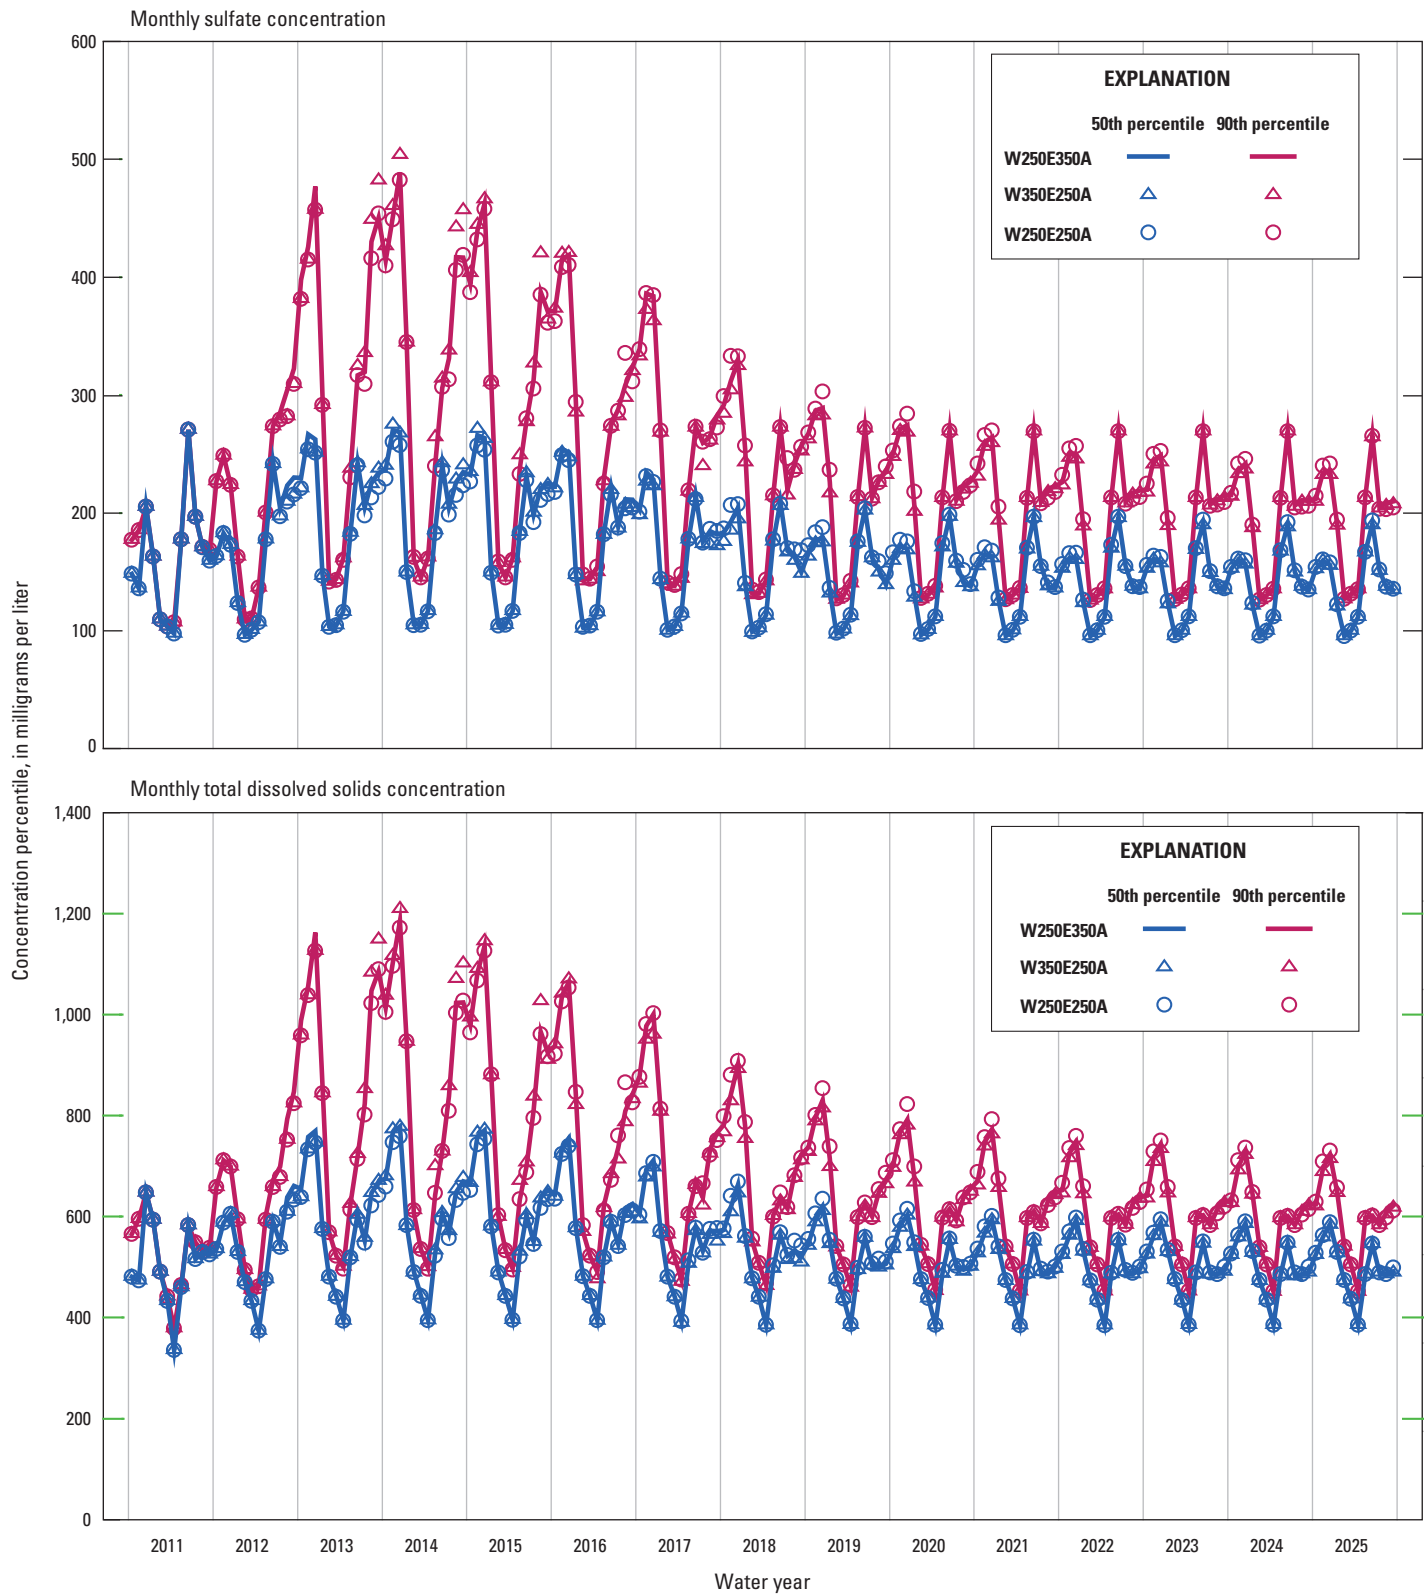 Monthly sulfate concentration
600
500
400
300
200
100
0
EXPLANATION
50th percentile 90th percentile
W250E350A
W350E250A
W250E250A
Concentration percentile, in milligrams per liter
Monthly total dissolved solids concentration
1,400
1,200
1,000
800
600
400
200
0
EXPLANATION
50th percentile 90th percentile
W250E350A
W350E250A
W250E250A
2011 2012 2013 2014 2015 2016 2017 2018 2019 2020 2021 2022 2023 2024 2025
Water year